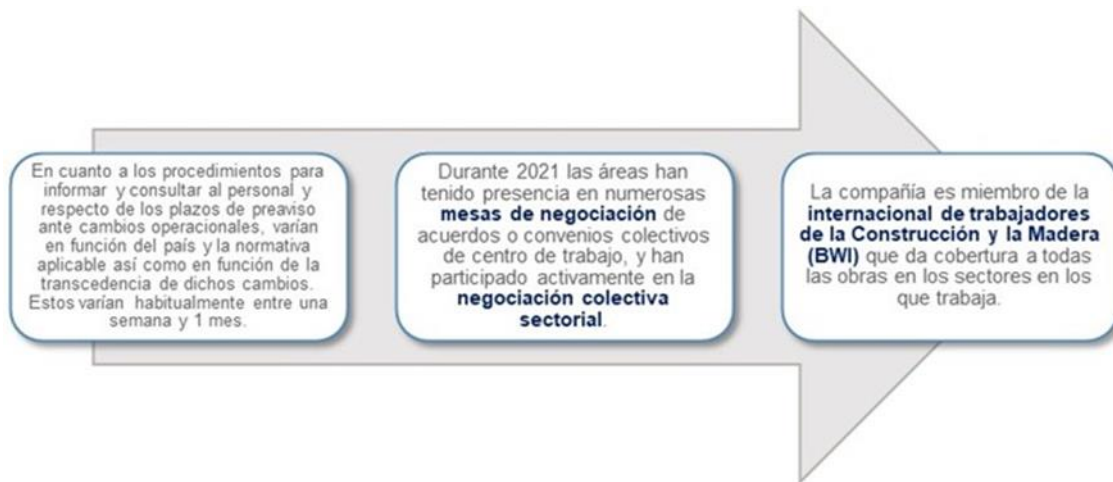 En cuanto a los procedimientos para
informar y consultar al personal y
respecto de los plazos de preaviso
ante cambios operacionales, varían
en función del país y la normativa
aplicable así como en función de la
transcedencia de dichos cambios.
Estos varían habitualmente entre una
semana y 1 mes.
Durante 2021 las áreas han
tenido presencia en numerosas
mesas de negociación de
acuerdos o convenios colectivos
de centro de trabajo, y han
participado activamente en la
negociación colectiva
sectorial.
La compañía es miembro de la
internacional de trabajadores
de la Construcción y la Madera
(BWI) que da cobertura a todas
las obras en los sectores en los
que trabaja.